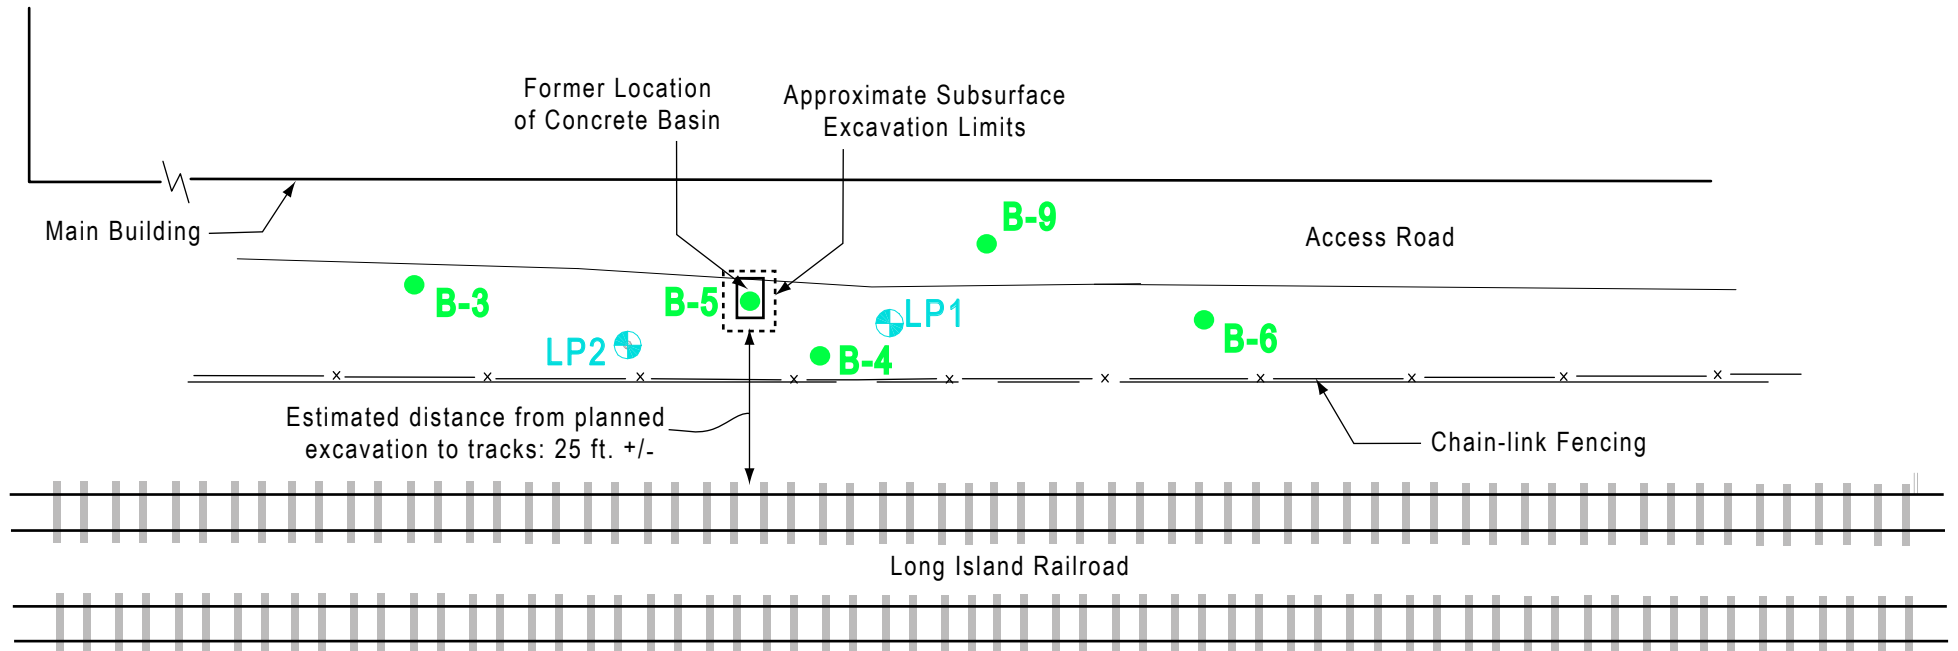 Former Location
of Concrete Basin
Approximate Subsurface
Excavation Limits
Main Building
B-9
Access Road
B-3
B-5
LP1
B-6
LP2
B-4
Estimated distance from planned
excavation to tracks: 25 ft. +/-
Chain-link Fencing
Long Island Railroad